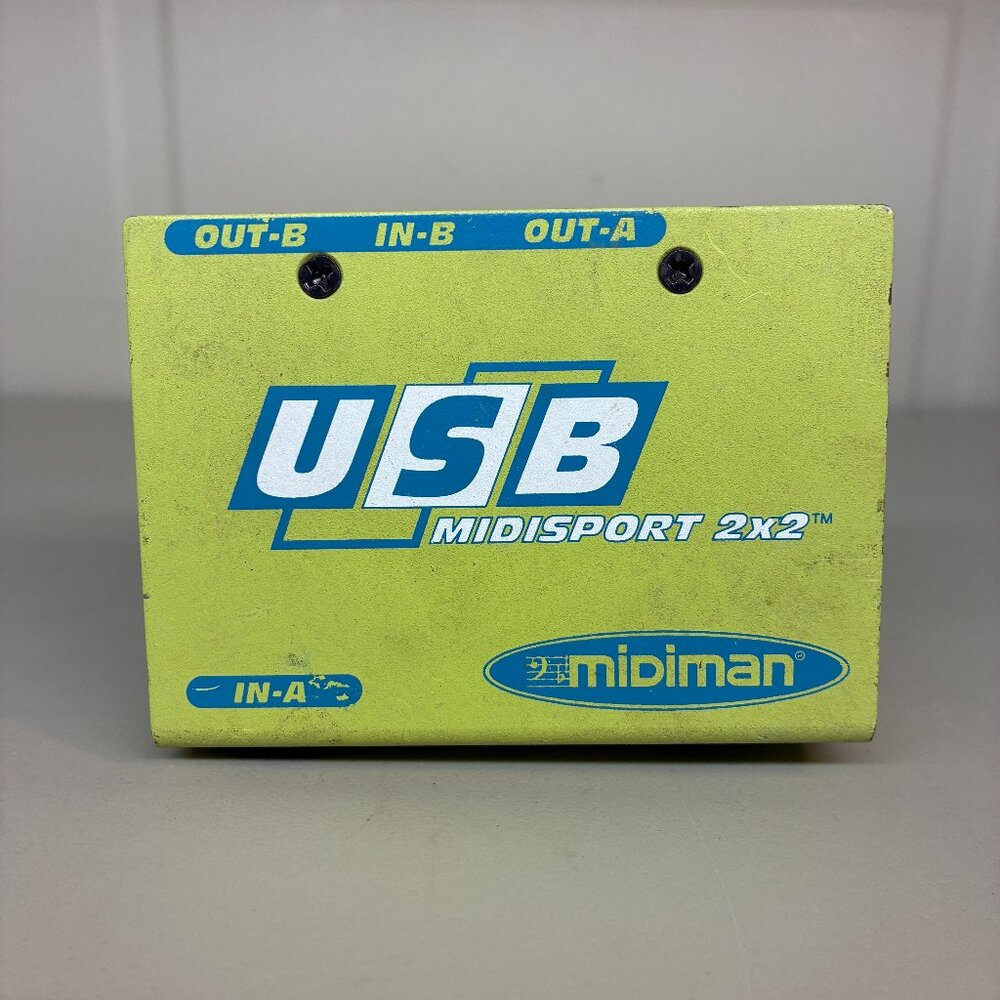 OUT-B IN-B OUT-A
USB
MIDISPORT 2x2™
IN-A
midiman®